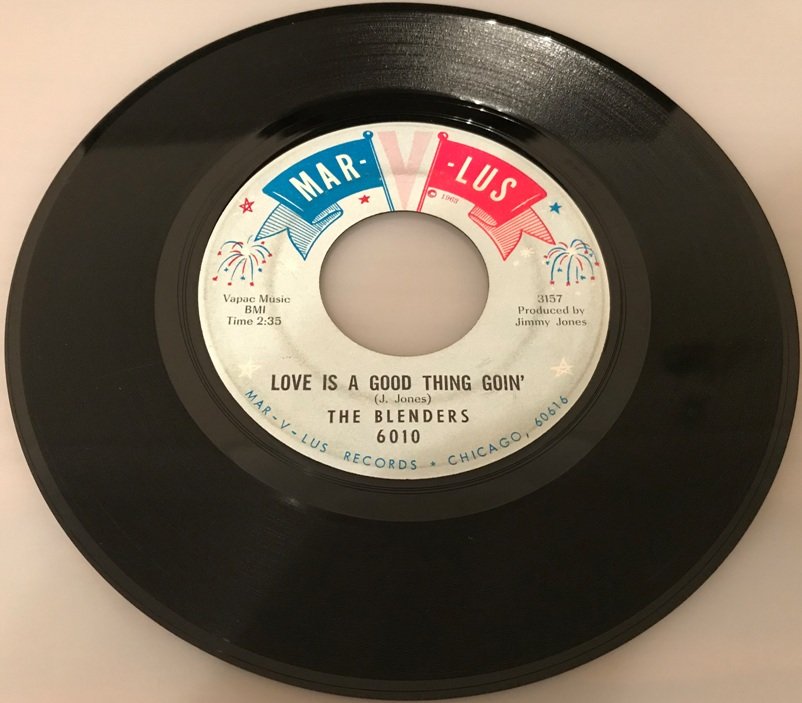 MAR-V-LUS
© 1963
Vapac Music
BMI
Time 2:35
3157
Produced by
Jimmy Jones
LOVE IS A GOOD THING GOIN'
(J. Jones)
THE BLENDERS
6010
MAR-V-LUS RECORDS * CHICAGO, 60616